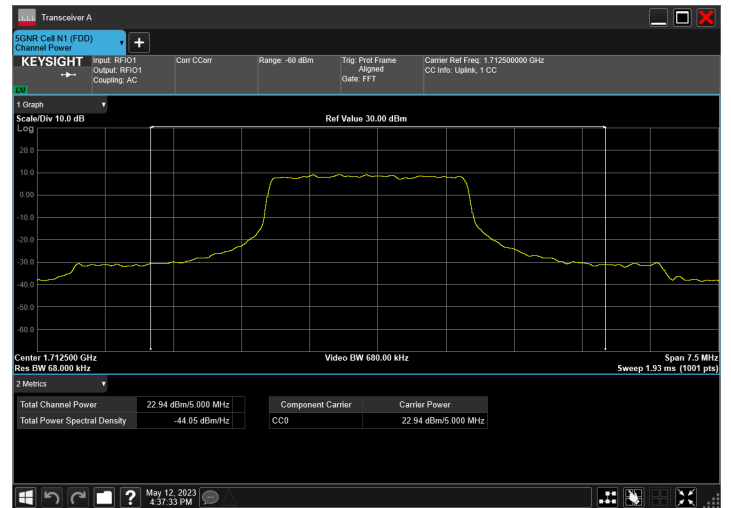 Transceiver A
5GNR Cell N1 (FDD)
Channel Power
KEYSIGHT
LXI
Input: RFIO1
Output: RFIO1
Coupling: AC
Corr CCorr
Range: -60 dBm
Trig: Prot Frame
Aligned
Gate: FFT
Carrier Ref Freq: 1.712500000 GHz
CC Info: Uplink, 1 CC
1 Graph
Scale/Div 10.0 dB
Ref Value 30.00 dBm
Log
20.0
10.0
0.00
-10.0
-20.0
-30.0
-40.0
-50.0
-60.0
Center 1.712500 GHz
Video BW 680.00 kHz
Span 7.5 MHz
Res BW 68.000 kHz
Sweep 1.93 ms (1001 pts)
2 Metrics
Total Channel Power 22.94 dBm/5.000 MHz
Total Power Spectral Density -44.05 dBm/Hz
Component Carrier Carrier Power
CC0 22.94 dBm/5.000 MHz
?
May 12, 2023
4:37:33 PM